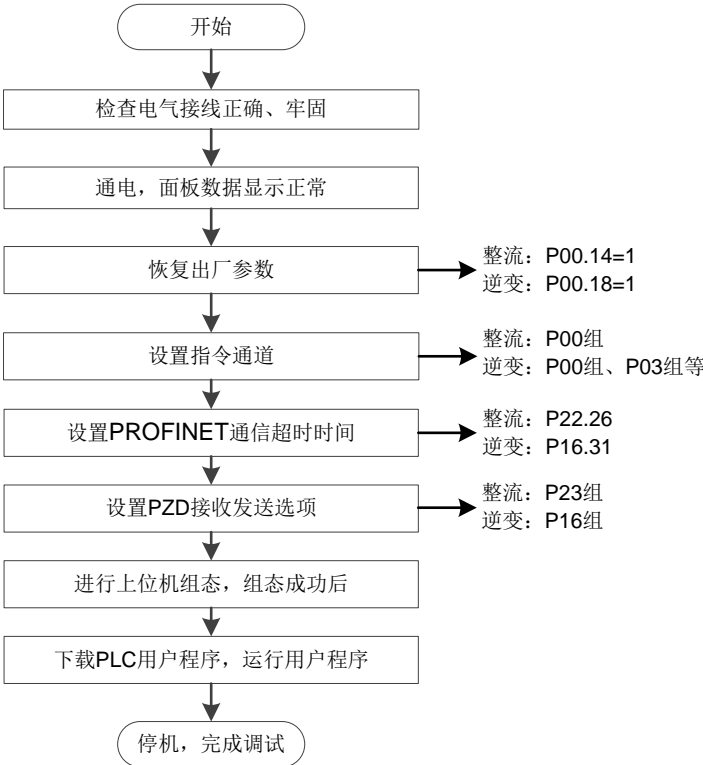 开始
检查电气接线正确、牢固
通电，面板数据显示正常
恢复出厂参数
整流：P00.14=1
逆变：P00.18=1
设置指令通道
整流：P00组
逆变：P00组、P03组等
设置PROFINET通信超时时间
整流：P22.26
逆变：P16.31
设置PZD接收发送选项
整流：P23组
逆变：P16组
进行上位机组态，组态成功后
下载PLC用户程序，运行用户程序
停机，完成调试